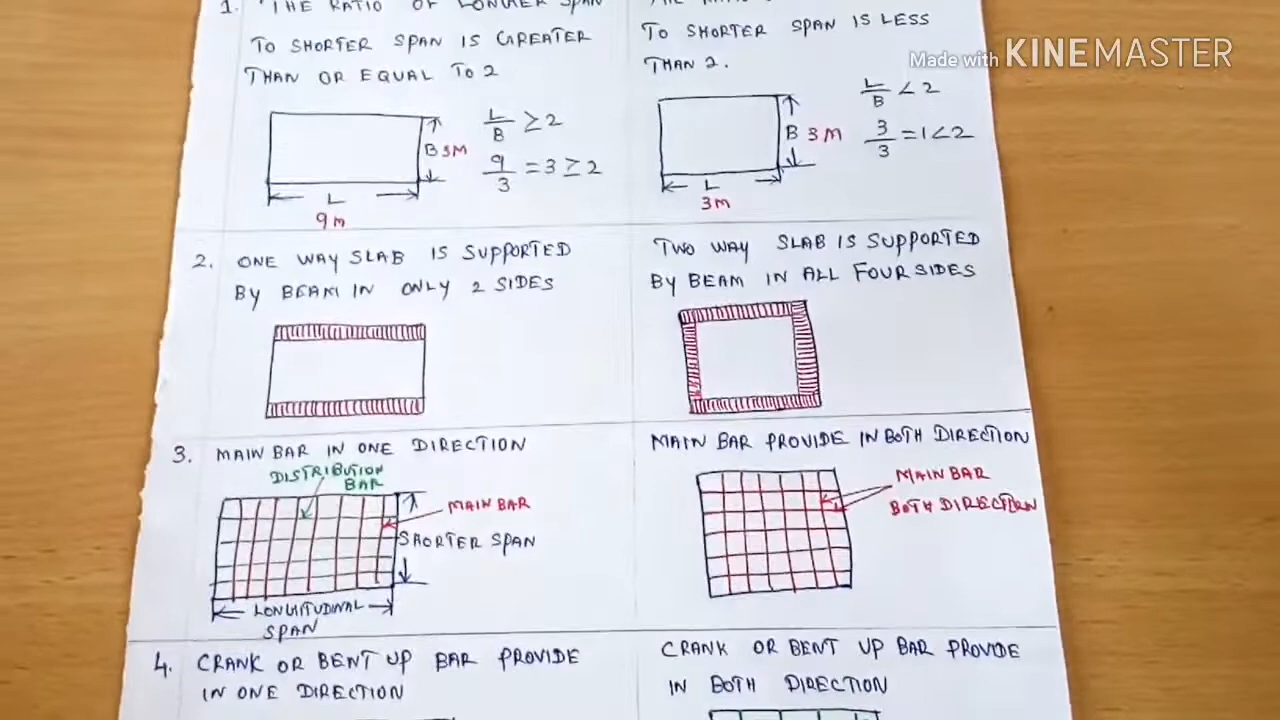 1. THE RATIO OF LONGER SPAN
TO SHORTER SPAN IS GREATER
THAN OR EQUAL TO 2
L/B ≥ 2
B 3M
9/3 = 3 ≥ 2
L
9M
TO SHORTER SPAN IS LESS
THAN 2.
L/B < 2
B 3M
3/3 = 1 < 2
L
3M
Made with KINEMASTER
2. ONE WAY SLAB IS SUPPORTED
BY BEAM IN ONLY 2 SIDES
TWO WAY SLAB IS SUPPORTED
BY BEAM IN ALL FOUR SIDES
3. MAIN BAR IN ONE DIRECTION
DISTRIBUTION
BAR
MAIN BAR
SHORTER SPAN
LONGITUDINAL
SPAN
MAIN BAR PROVIDE IN BOTH DIRECTION
MAIN BAR
BOTH DIRECTION
4. CRANK OR BENT UP BAR PROVIDE
IN ONE DIRECTION
CRANK OR BENT UP BAR PROVIDE
IN BOTH DIRECTION